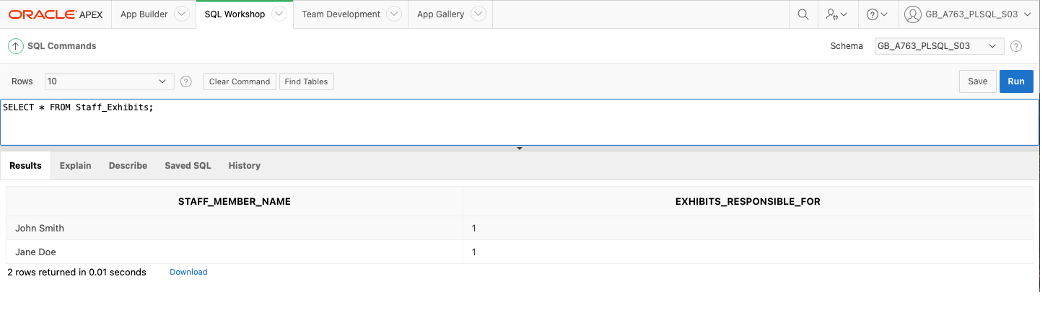 ORACLE APEX App Builder SQL Workshop Team Development App Gallery GB_A763_PLSQL_S03
SQL Commands Schema GB_A763_PLSQL_S03 ?
Rows 10 ? Clear Command Find Tables Save Run
SELECT * FROM Staff_Exhibits;
Results Explain Describe Saved SQL History
STAFF_MEMBER_NAME EXHIBITS_RESPONSIBLE_FOR
John Smith 1
Jane Doe 1
2 rows returned in 0.01 seconds Download